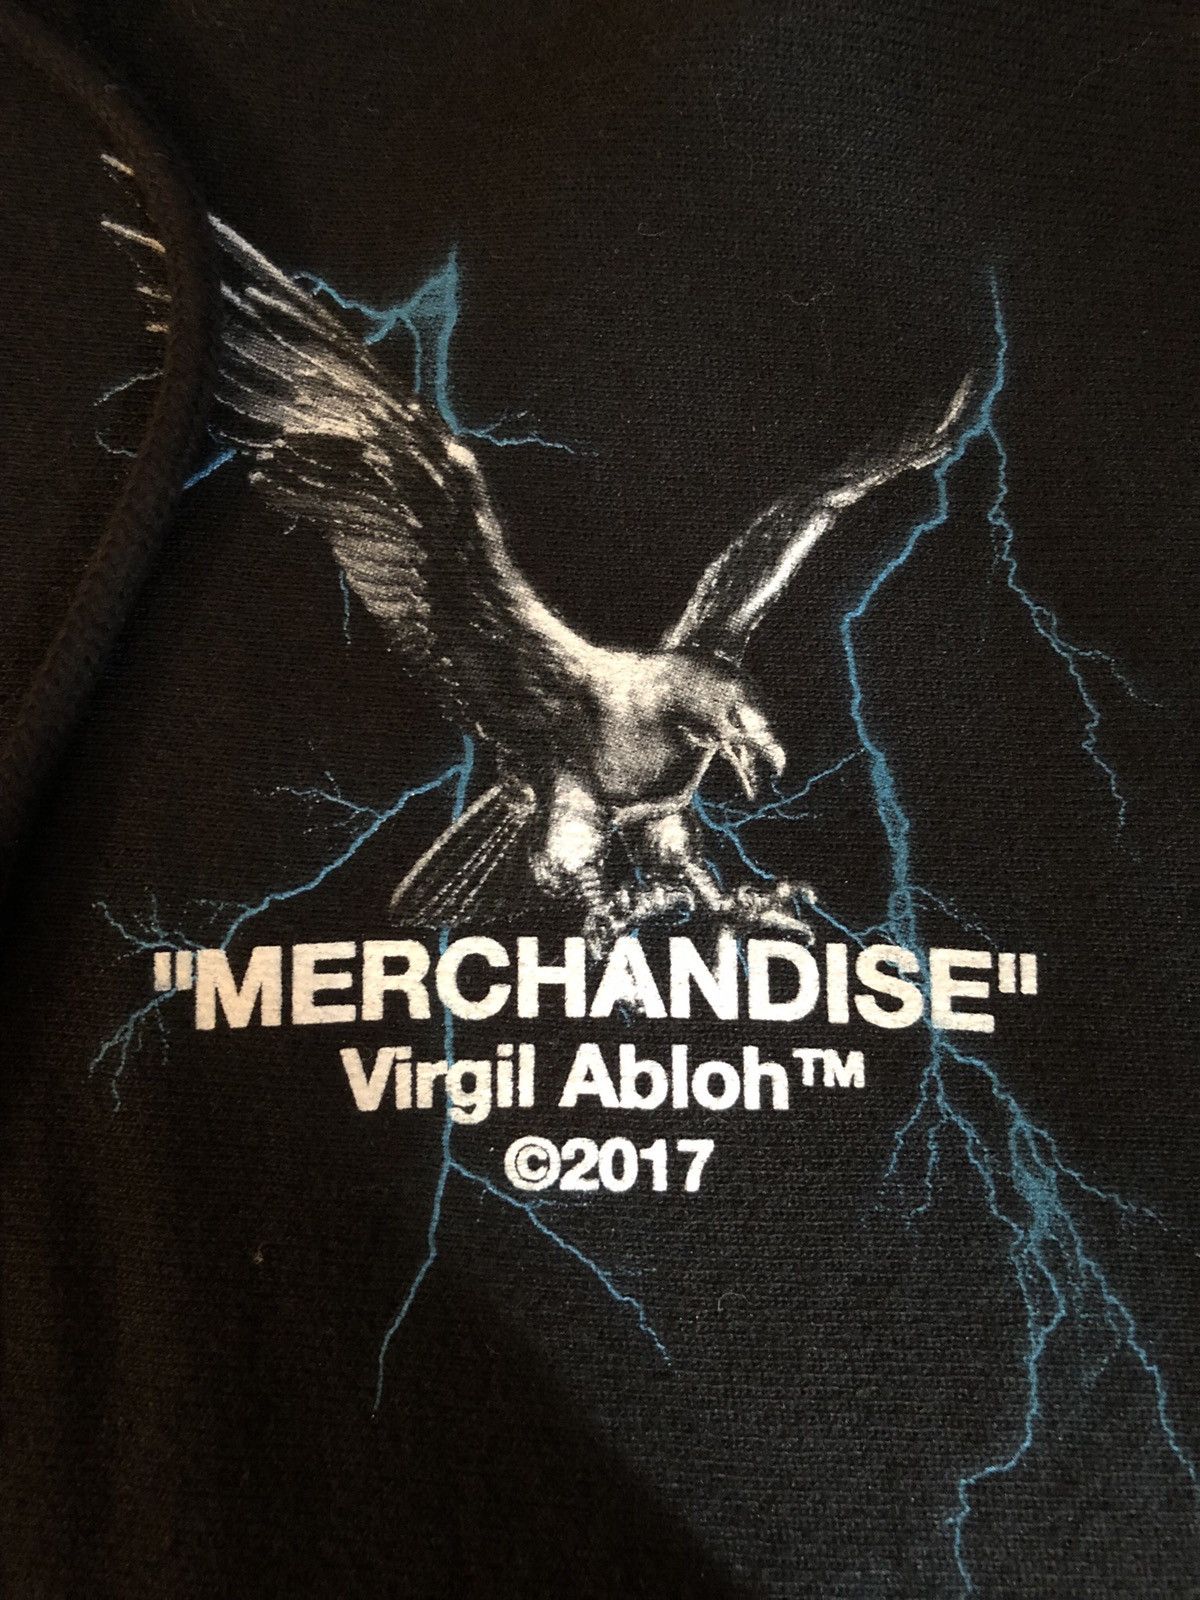 "MERCHANDISE"
Virgil Abloh™
©2017